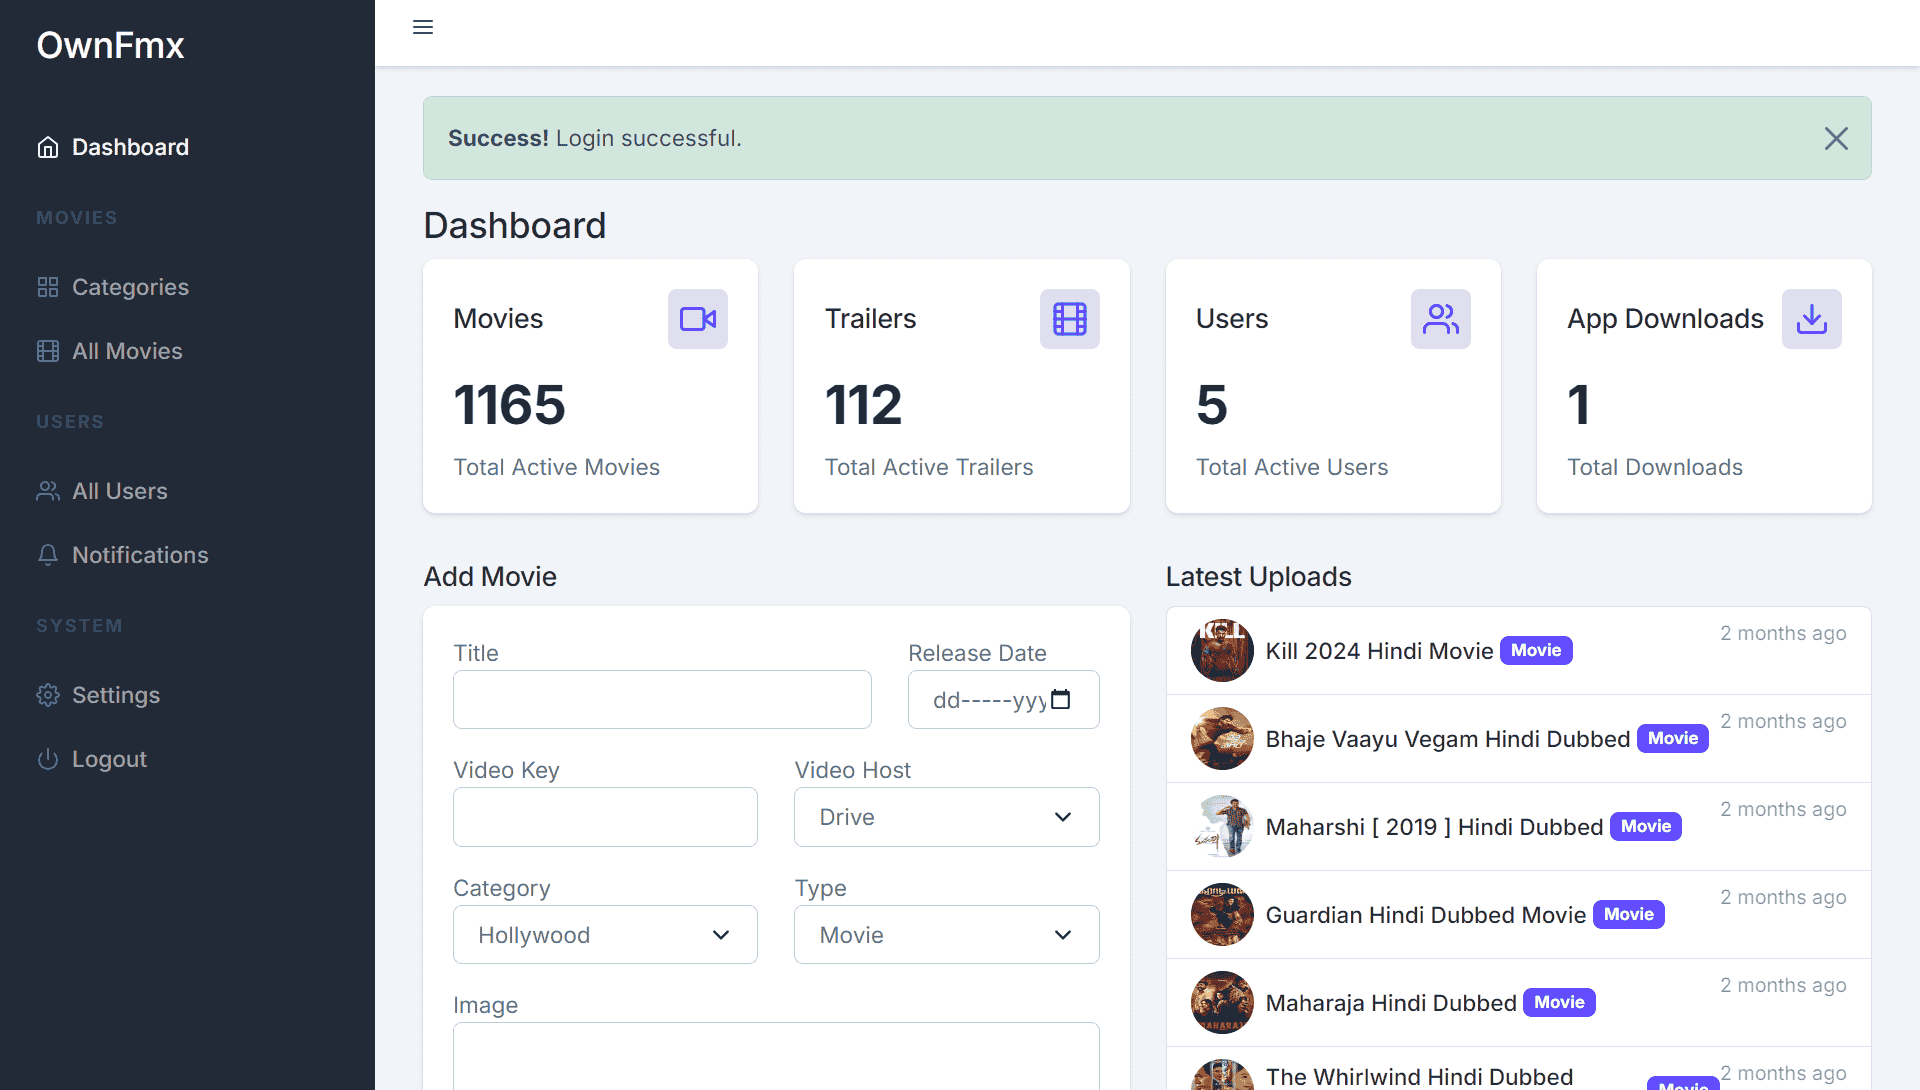 OwnFmx
Dashboard
MOVIES
Categories
All Movies
USERS
All Users
Notifications
SYSTEM
Settings
Logout
Success! Login successful.
Dashboard
Movies
1165
Total Active Movies
Trailers
112
Total Active Trailers
Users
5
Total Active Users
App Downloads
1
Total Downloads
Add Movie
Title
Release Date
dd-----yyy
Video Key
Video Host
Drive
Category
Type
Hollywood
Movie
Image
Latest Uploads
Kill 2024 Hindi Movie Movie 2 months ago
Bhaje Vaayu Vegam Hindi Dubbed Movie 2 months ago
Maharshi [ 2019 ] Hindi Dubbed Movie 2 months ago
Guardian Hindi Dubbed Movie Movie 2 months ago
Maharaja Hindi Dubbed Movie 2 months ago
The Whirlwind Hindi Dubbed Movie 2 months ago